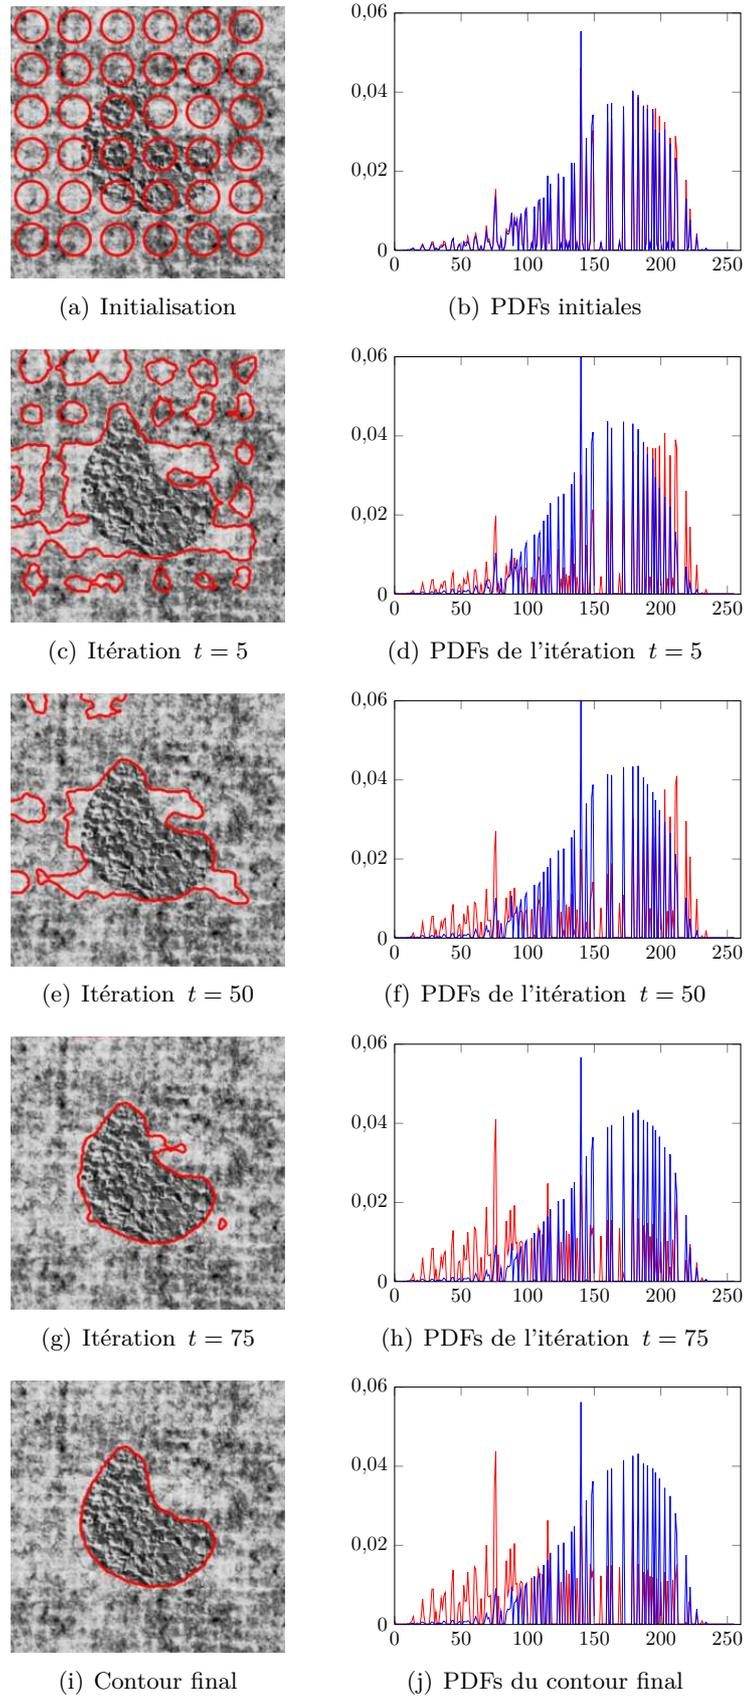 0,06
0,04
0,02
0
0 50 100 150 200 250
(a) Initialisation
(b) PDFs initiales
0,06
0,04
0,02
0
0 50 100 150 200 250
(c) Itération t = 5
(d) PDFs de l'itération t = 5
0,06
0,04
0,02
0
0 50 100 150 200 250
(e) Itération t = 50
(f) PDFs de l'itération t = 50
0,06
0,04
0,02
0
0 50 100 150 200 250
(g) Itération t = 75
(h) PDFs de l'itération t = 75
0,06
0,04
0,02
0
0 50 100 150 200 250
(i) Contour final
(j) PDFs du contour final